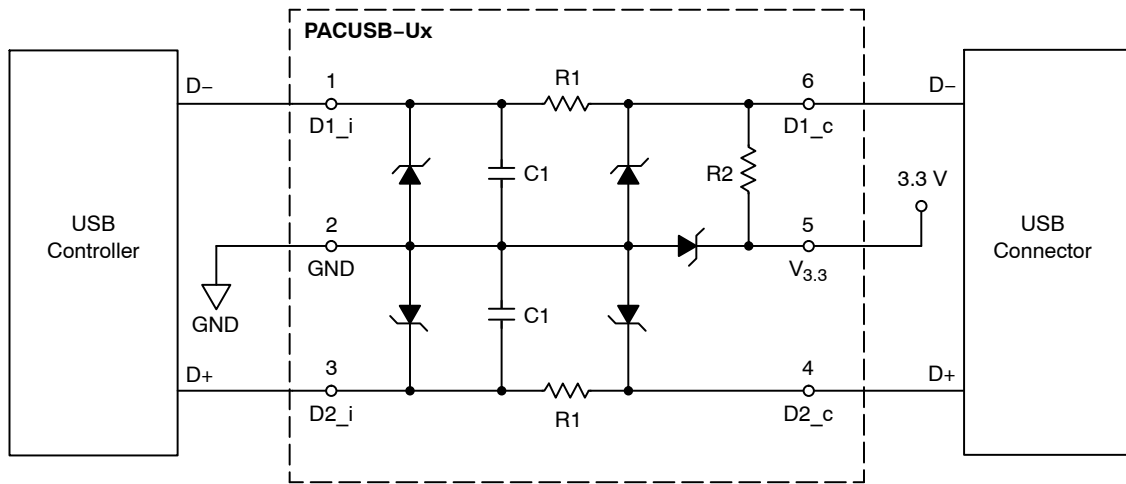 PACUSB–Ux
D–
1
D1_i
R1
6
D1_c
D–
C1
R2
3.3 V
USB
Controller
2
GND
5
V3.3
USB
Connector
GND
C1
D+
3
D2_i
R1
4
D2_c
D+